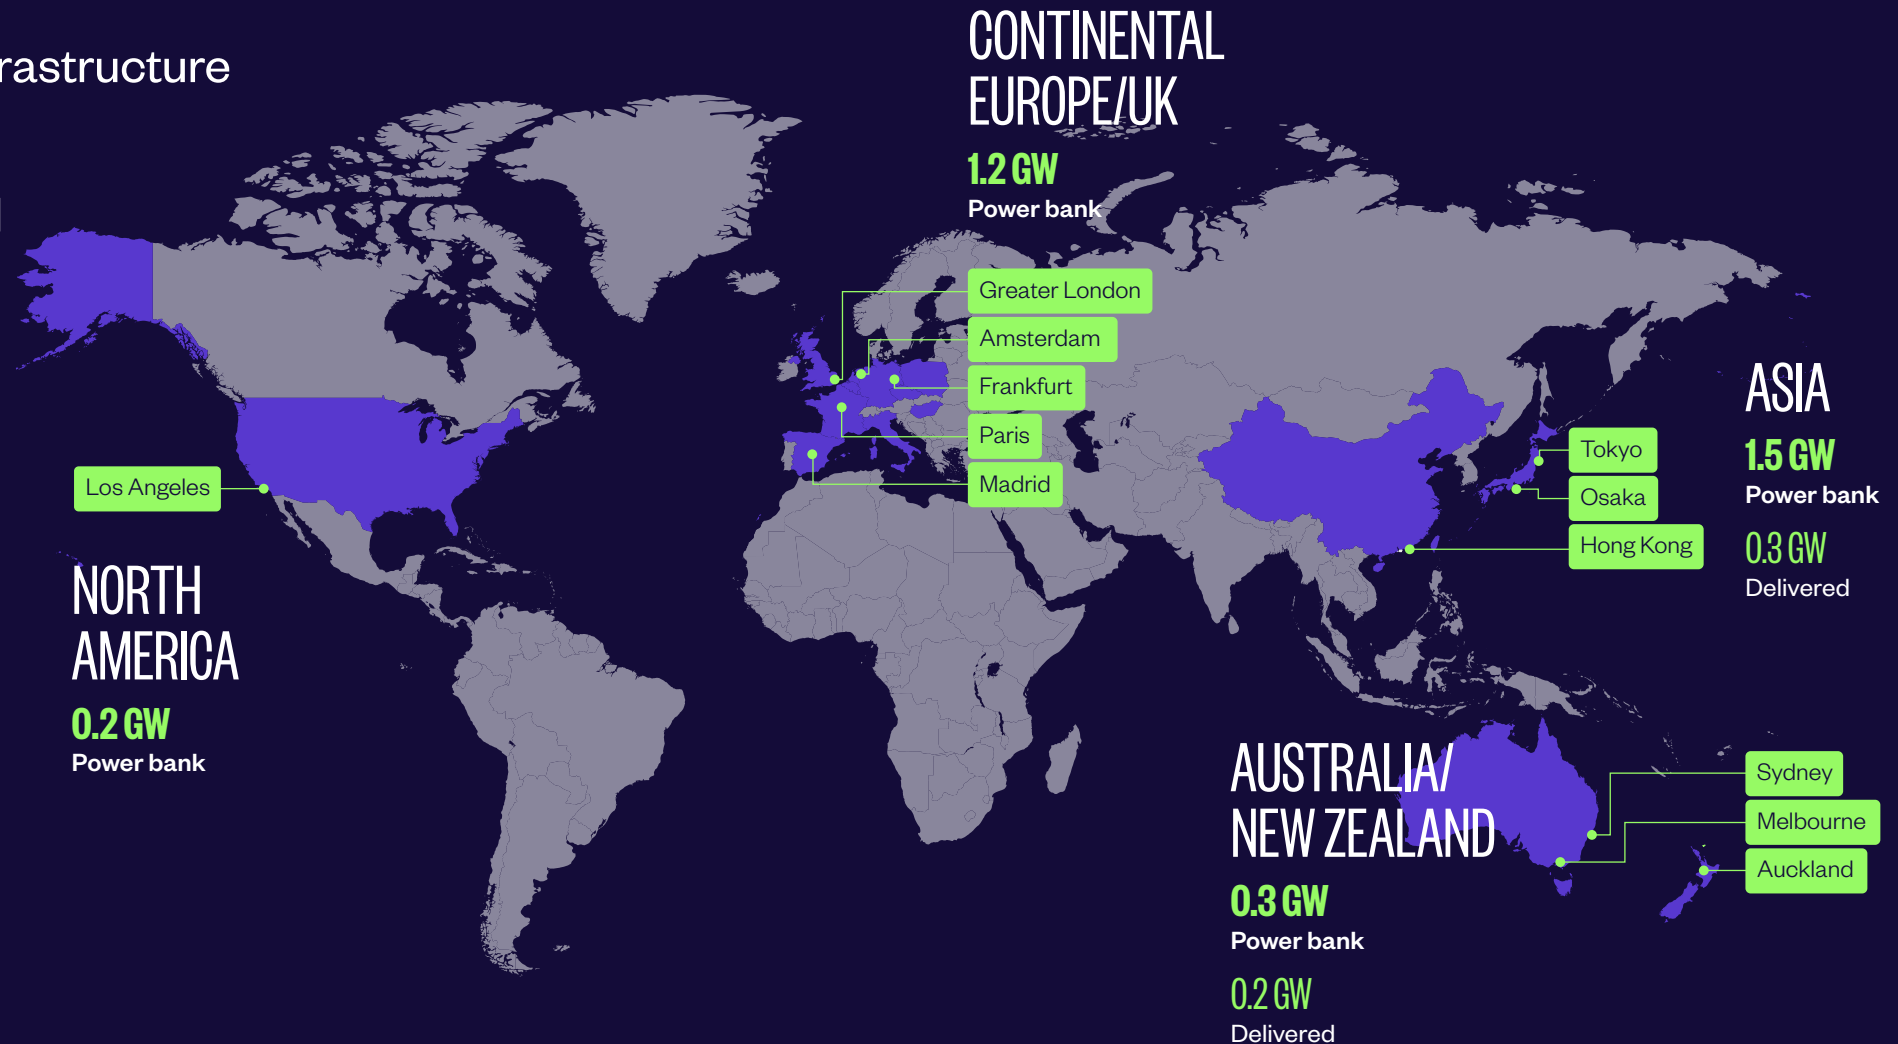 rastructure
CONTINENTAL
EUROPE/UK
1.2 GW
Power bank
Greater London
Amsterdam
Frankfurt
Paris
Madrid
Los Angeles
NORTH
AMERICA
0.2 GW
Power bank
ASIA
1.5 GW
Power bank
0.3 GW
Delivered
Tokyo
Osaka
Hong Kong
AUSTRALIA/
NEW ZEALAND
0.3 GW
Power bank
0.2 GW
Delivered
Sydney
Melbourne
Auckland